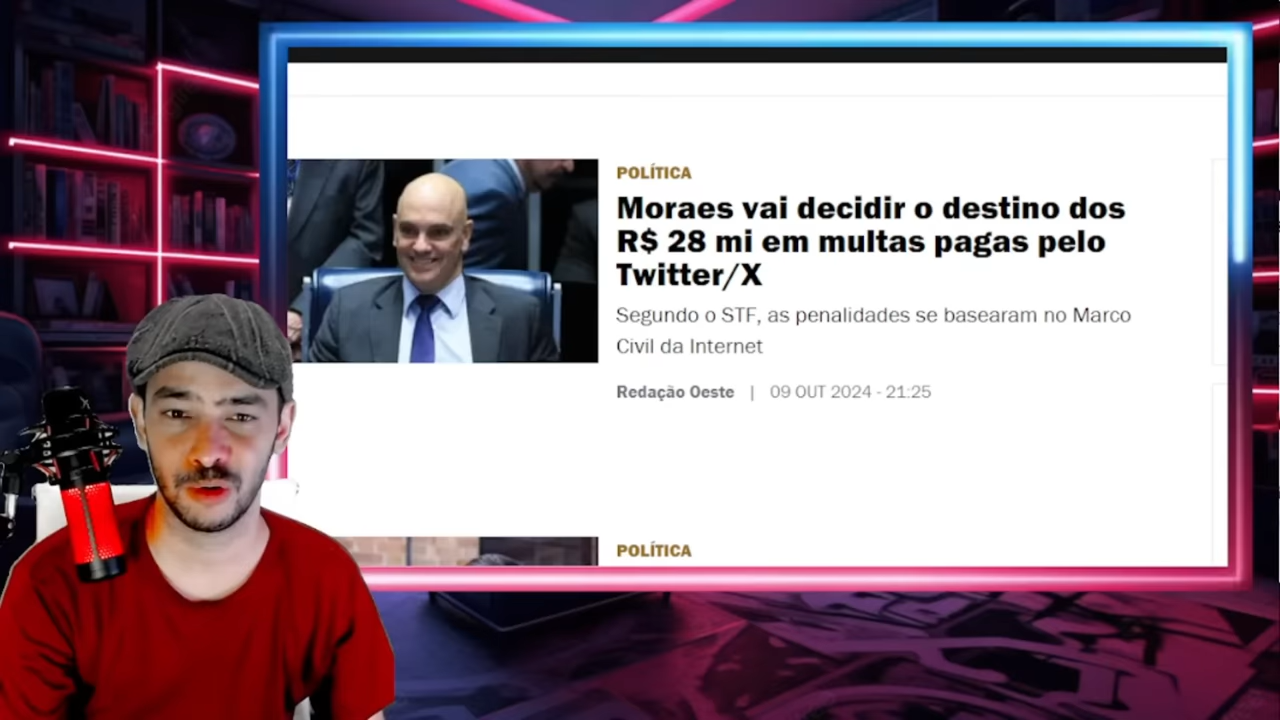 POLÍTICA
Moraes vai decidir o destino dos
R$ 28 mi em multas pagas pelo
Twitter/X
Segundo o STF, as penalidades se basearam no Marco
Civil da Internet
Redação Oeste | 09 OUT 2024 - 21:25
POLÍTICA